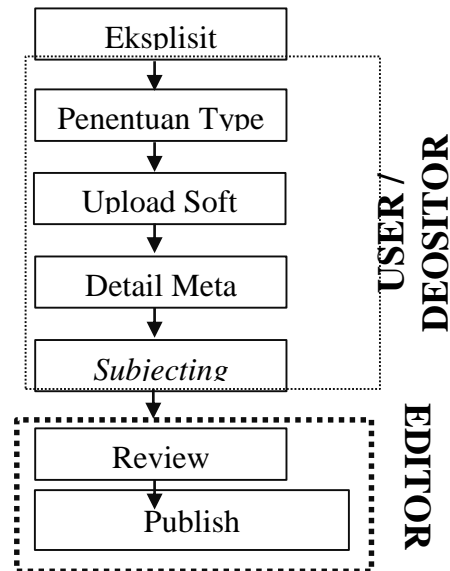 Eksplisit
Penentuan Type
Upload Soft
Detail Meta
Subjecting
USER /
DEOSITOR
Review
Publish
EDITOR